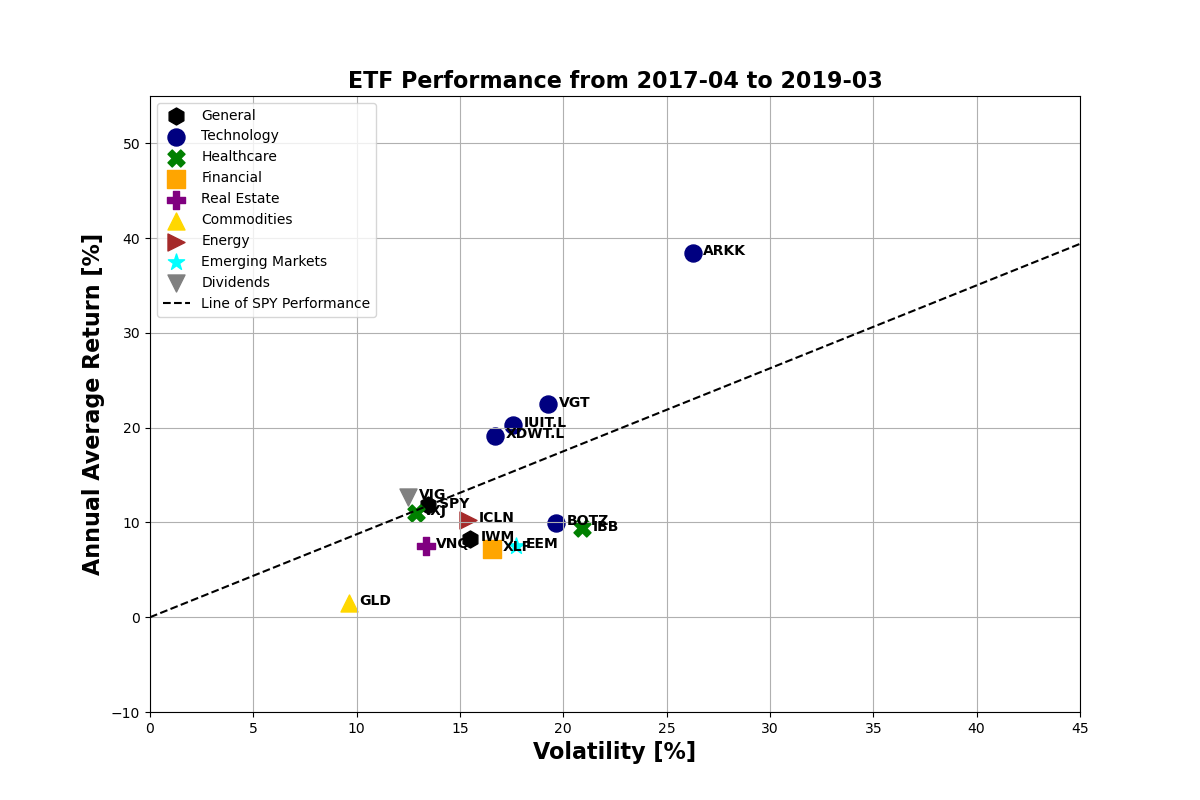 ETF Performance from 2017-04 to 2019-03
Annual Average Return [%]
50
40
30
20
10
0
−10
General
Technology
Healthcare
Financial
Real Estate
Commodities
Energy
Emerging Markets
Dividends
Line of SPY Performance
ARKK
VGT
IUIT.L
XDWT.L
VIG
SPY
IXJ
ICLN
BOTZ
IBB
IWM
VNQ
XLF
EEM
GLD
0 5 10 15 20 25 30 35 40 45
Volatility [%]